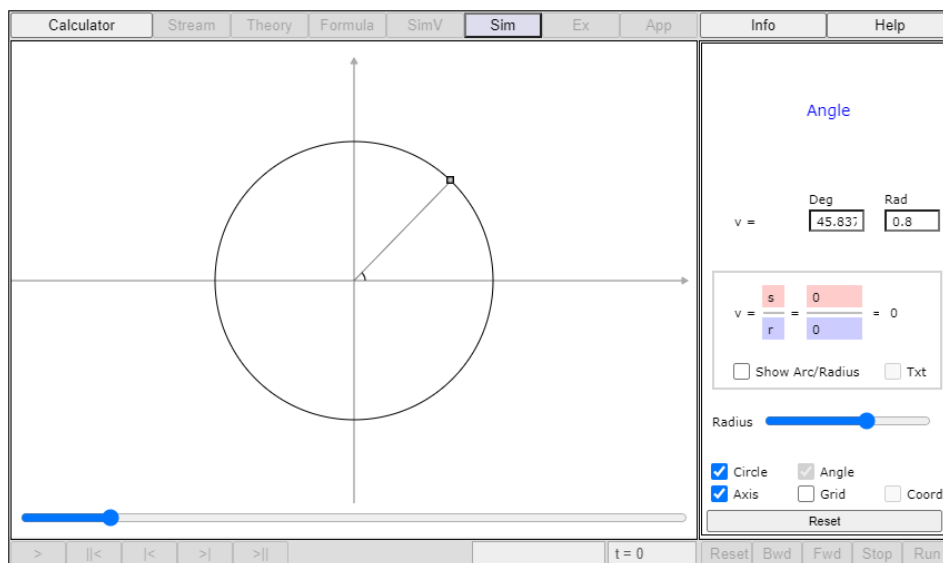 Calculator Stream Theory Formula SimV Sim Ex App Info Help
Angle
Deg Rad
v = 45.837 0.8
s 0
v = = = 0
r 0
Show Arc/Radius Txt
Radius
Circle Angle
Axis Grid Coord
Reset
> ||< |< >| >|| t = 0 Reset Bwd Fwd Stop Run